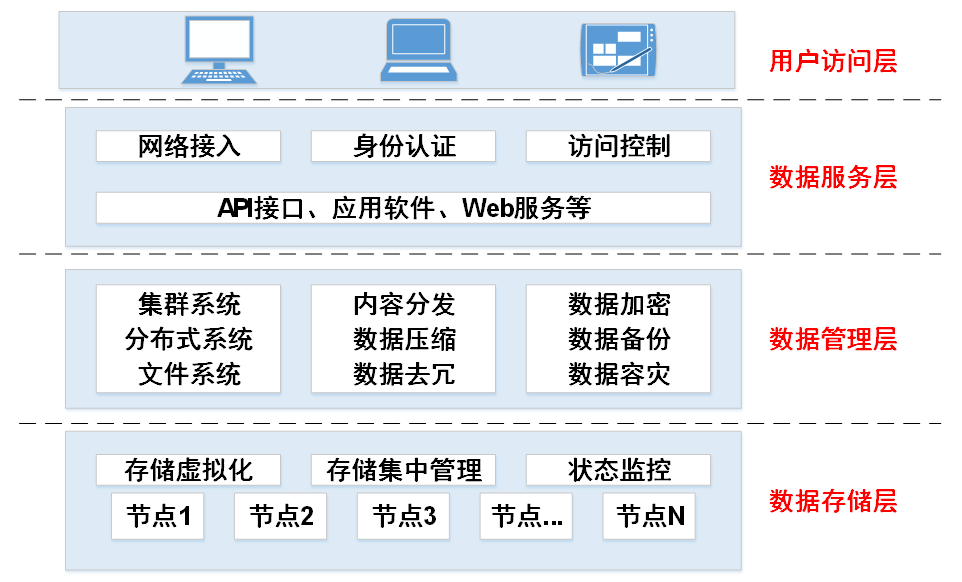 用户访问层
网络接入
身份认证
访问控制
API接口、应用软件、Web服务等
数据服务层
集群系统
分布式系统
文件系统
内容分发
数据压缩
数据去冗
数据加密
数据备份
数据容灾
数据管理层
存储虚拟化
存储集中管理
状态监控
节点1
节点2
节点3
节点...
节点N
数据存储层